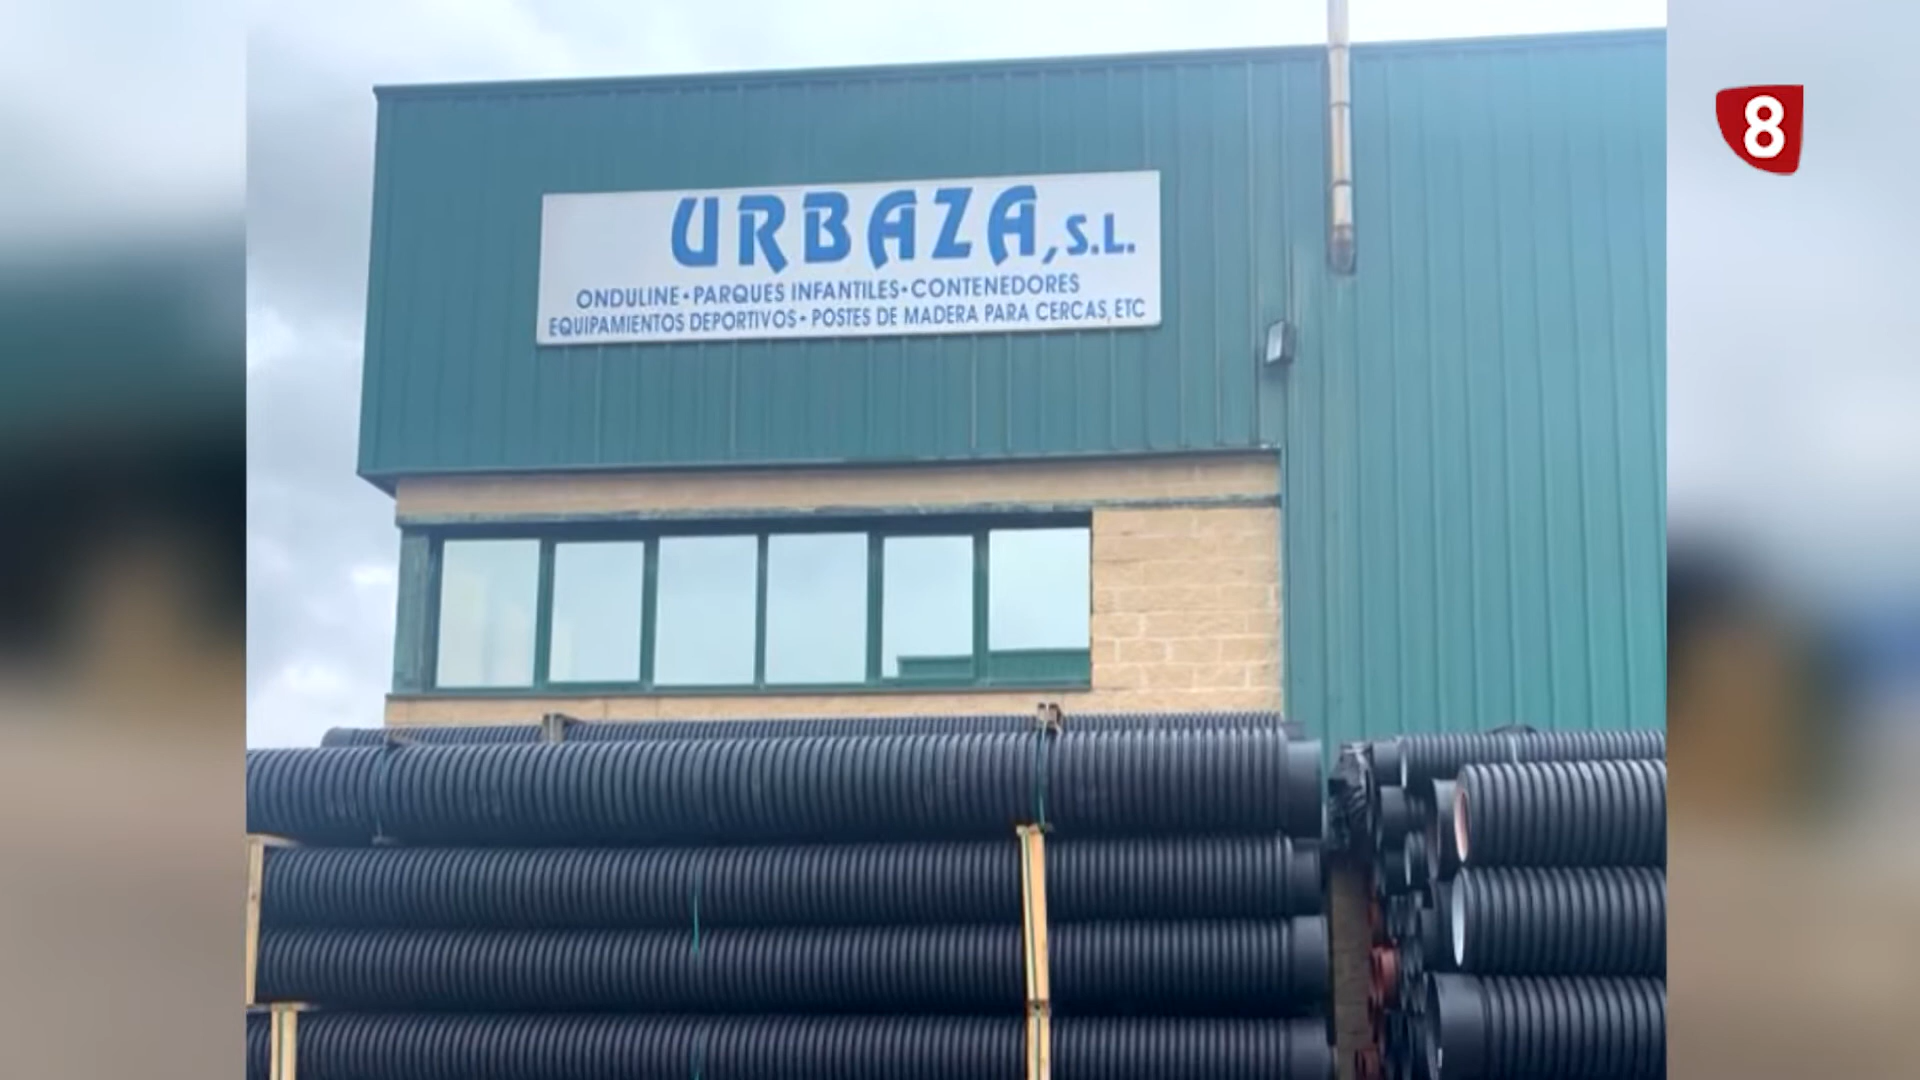 URBAZA, S.L.
ONDULINE • PARQUES INFANTILES • CONTENEDORES
EQUIPAMIENTOS DEPORTIVOS • POSTES DE MADERA PARA CERCAS, ETC
8